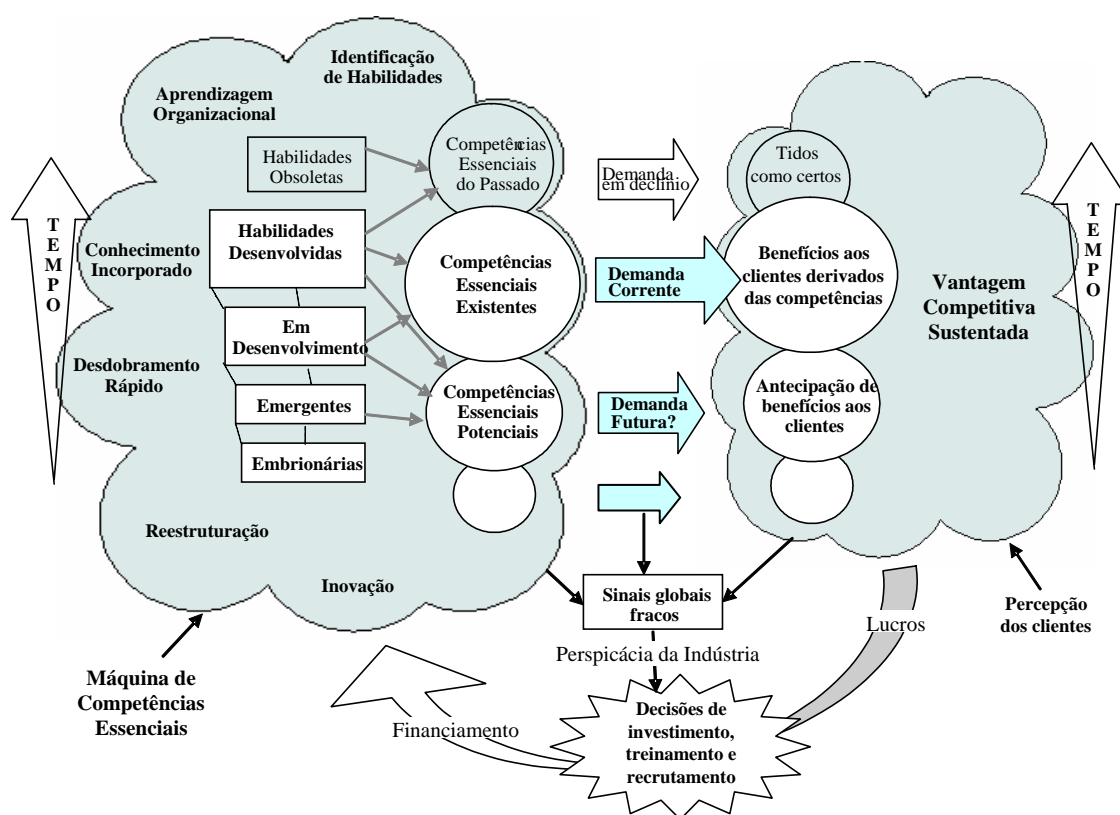 Identificação
de Habilidades
Aprendizagem
Organizacional
Habilidades
Obsoletas
Competências
Essenciais
do Passado
Demanda
em declínio
Tidos
como certos
T
E
M
P
O
Conhecimento
Incorporado
Habilidades
Desenvolvidas
Competências
Essenciais
Existentes
Demanda
Corrente
Benefícios aos
clientes derivados
das competências
Vantagem
Competitiva
Sustentada
T
E
M
P
O
Em
Desenvolvimento
Desdobramento
Rápido
Emergentes
Competências
Essenciais
Potenciais
Demanda
Futura?
Antecipação de
benefícios aos
clientes
Embrionárias
Reestruturação
Inovação
Sinais globais
fracos
Lucros
Percepção
dos clientes
Perspicácia da Indústria
Máquina de
Competências
Essenciais
Financiamento
Decisões de
investimento,
treinamento e
recrutamento